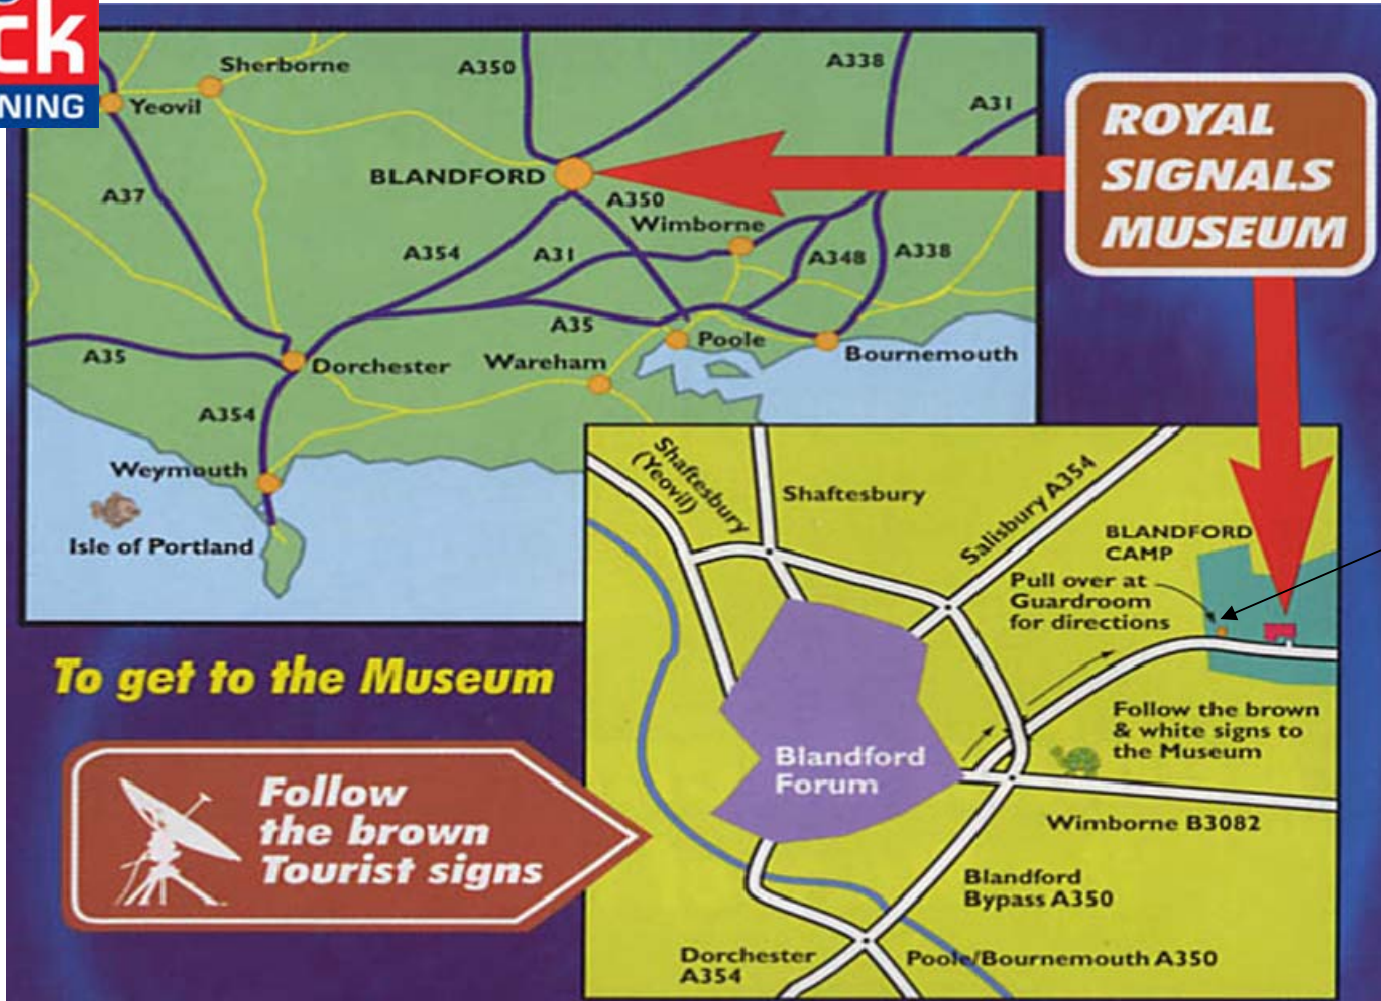 ck
NING
Sherborne
Yeovil
A350
A338
A31
BLANDFORD
A37
A350
Wimborne
A354
A31
A348
A338
A35
A35
Poole
Wareham
Bournemouth
Dorchester
A354
Weymouth
Isle of Portland
ROYAL
SIGNALS
MUSEUM
To get to the Museum
Follow
the brown
Tourist signs
Shaftesbury
(Yeovil)
Shaftesbury
Salisbury A354
BLANDFORD
CAMP
Pull over at
Guardroom
for directions
Follow the brown
& white signs to
the Museum
Blandford
Forum
Wimborne B3082
Blandford
Bypass A350
Dorchester
A354
Poole/Bournemouth A350